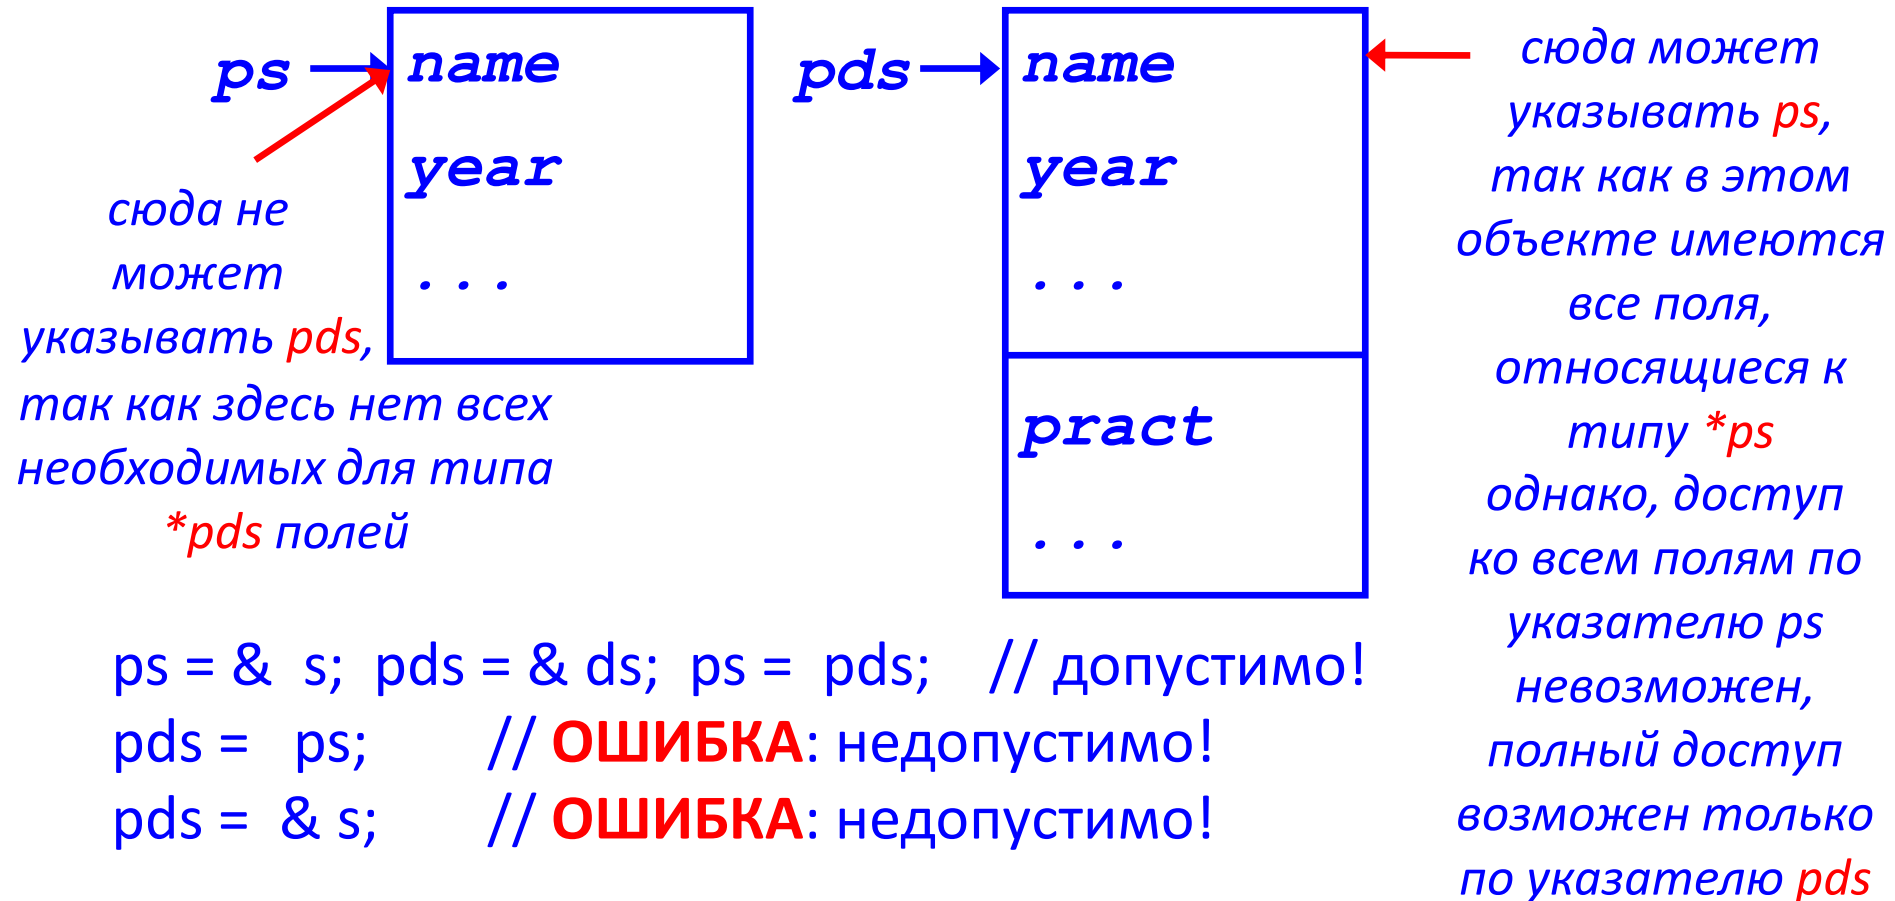 ps
name
year
...
сюда не
может
указывать pds,
так как здесь нет всех
необходимых для типа
*pds полей
pds
name
year
...
pract
...
сюда может
указывать ps,
так как в этом
объекте имеются
все поля,
относящиеся к
типу *ps
однако, доступ
ко всем полям по
указателю ps
невозможен,
полный доступ
возможен только
по указателю pds
ps = & s; pds = & ds; ps = pds; // допустимо!
pds = ps; // ОШИБКА: недопустимо!
pds = & s; // ОШИБКА: недопустимо!